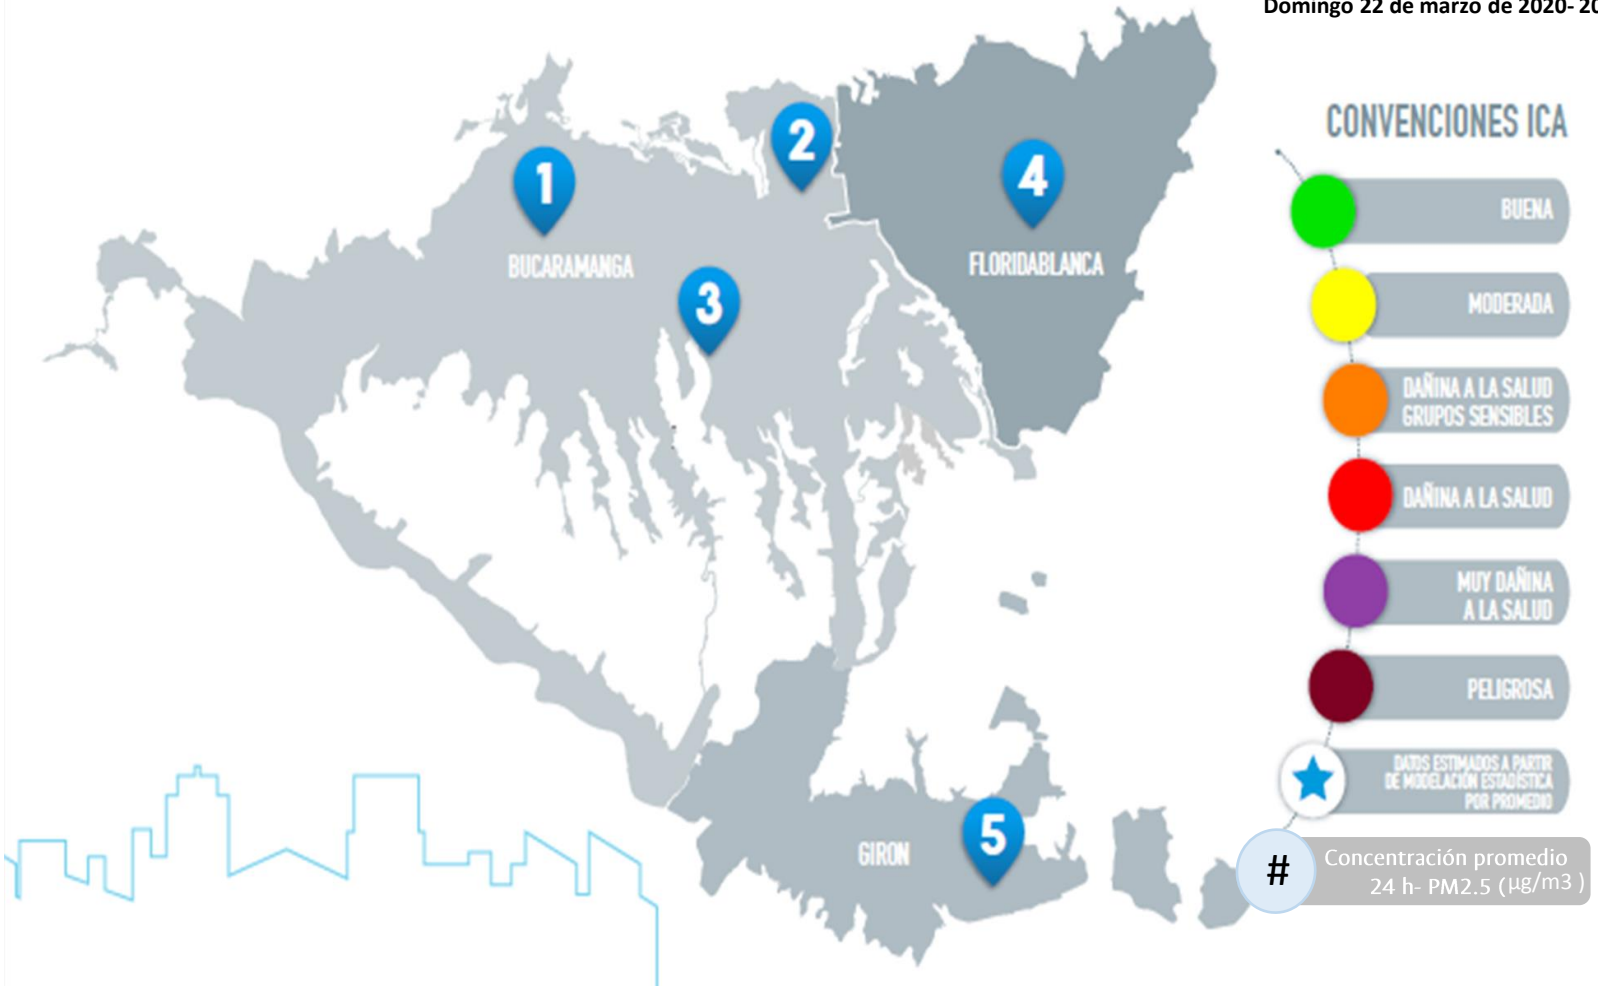 Domingo 22 de marzo de 2020- 20
CONVENCIONES ICA
1
2
3
4
5
BUCARAMANGA
FLORIDABLANCA
GIRON
BUENA
MODERADA
DAÑINA A LA SALUD
GRUPOS SENSIBLES
DAÑINA A LA SALUD
MUY DAÑINA
A LA SALUD
PELIGROSA
DATOS ESTIMADOS A PARTIR
DE MODELACIÓN ESTADÍSTICA
POR PROMEDIO
#
Concentración promedio
24 h- PM2.5 (µg/m3 )